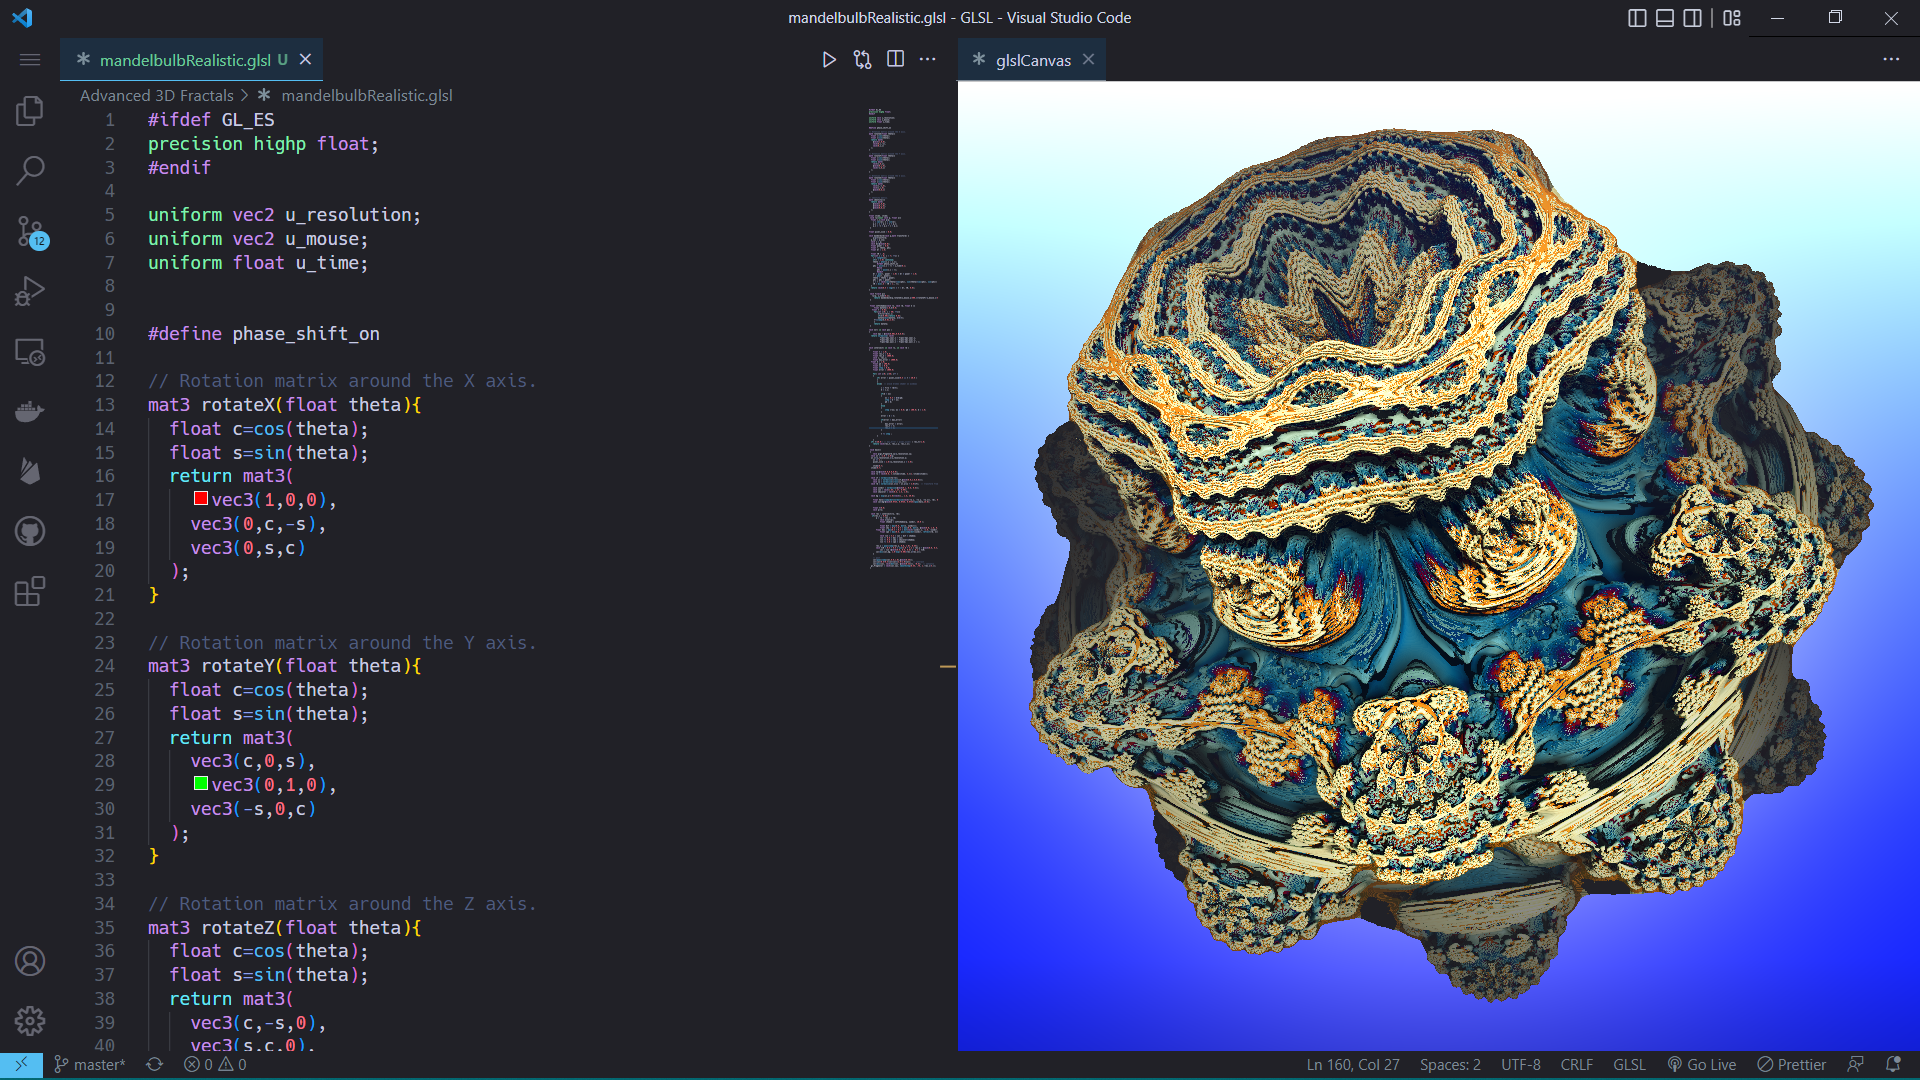 mandelbulbRealistic.glsl - GLSL - Visual Studio Code
mandelbulbRealistic.glsl U
glslCanvas
Advanced 3D Fractals > mandelbulbRealistic.glsl
1 #ifdef GL_ES
2 precision highp float;
3 #endif
4
5 uniform vec2 u_resolution;
6 uniform vec2 u_mouse;
7 uniform float u_time;
8
9
10 #define phase_shift_on
11
12 // Rotation matrix around the X axis.
13 mat3 rotateX(float theta){
14 float c=cos(theta);
15 float s=sin(theta);
16 return mat3(
17 vec3(1,0,0),
18 vec3(0,c,-s),
19 vec3(0,s,c)
20 );
21 }
22
23 // Rotation matrix around the Y axis.
24 mat3 rotateY(float theta){
25 float c=cos(theta);
26 float s=sin(theta);
27 return mat3(
28 vec3(c,0,s),
29 vec3(0,1,0),
30 vec3(-s,0,c)
31 );
32 }
33
34 // Rotation matrix around the Z axis.
35 mat3 rotateZ(float theta){
36 float c=cos(theta);
37 float s=sin(theta);
38 return mat3(
39 vec3(c,-s,0),
40 vec3(s,c,0),
12
master* 0 0 Ln 160, Col 27 Spaces: 2 UTF-8 CRLF GLSL Go Live Prettier